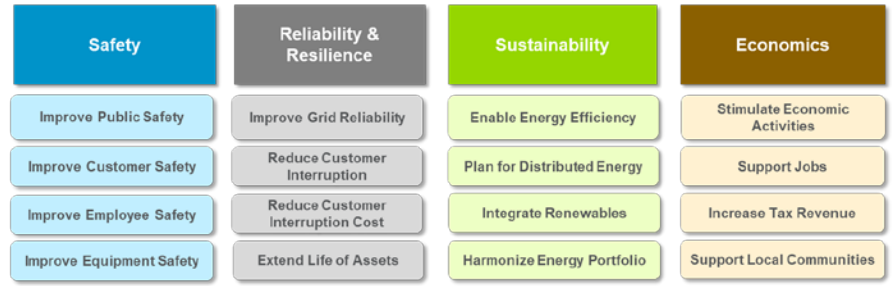 Safety
Improve Public Safety
Improve Customer Safety
Improve Employee Safety
Improve Equipment Safety
Reliability &
Resilience
Improve Grid Reliability
Reduce Customer
Interruption
Reduce Customer
Interruption Cost
Extend Life of Assets
Sustainability
Enable Energy Efficiency
Plan for Distributed Energy
Integrate Renewables
Harmonize Energy Portfolio
Economics
Stimulate Economic
Activities
Support Jobs
Increase Tax Revenue
Support Local Communities